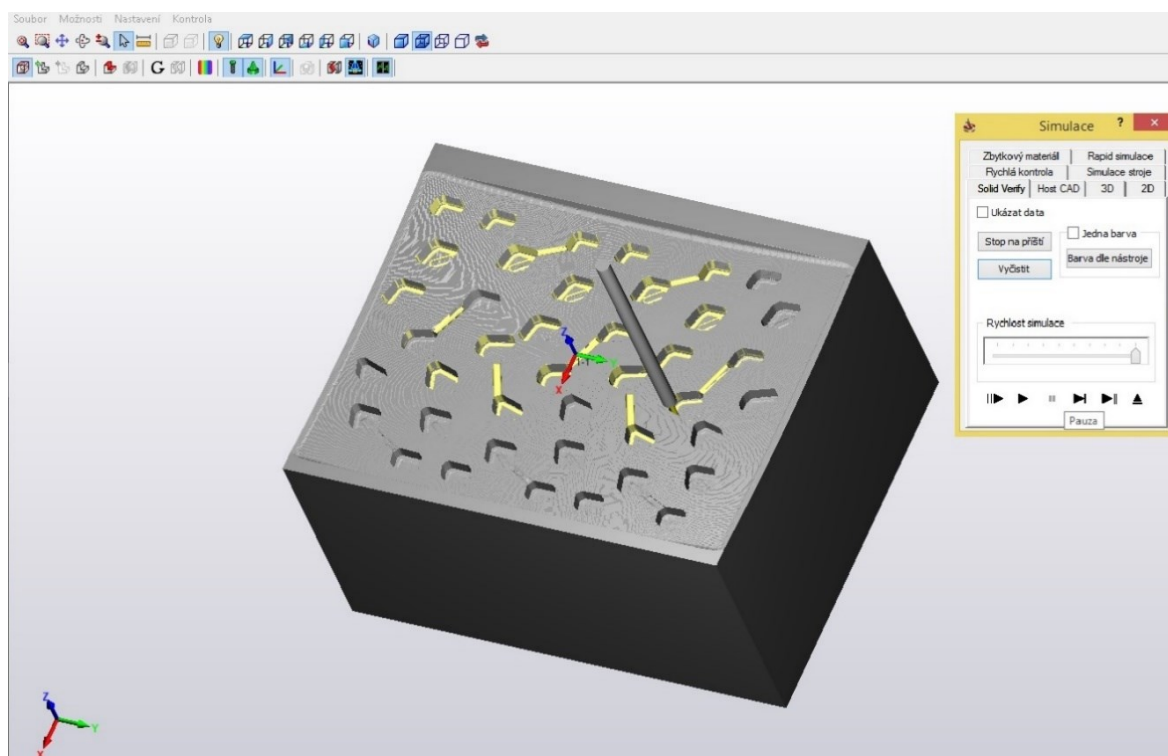 Soubor Možnosti Nastavení Kontrola
G
Simulace ?
Zbytkový materiál Rapid simulace
Rychlá kontrola Simulace stroje
Solid Verify Host CAD 3D 2D
Ukázat data
Stop na příští
Jedna barva
Vyčistit
Barva dle nástroje
Rychlost simulace
Pauza
Z
Y
X
Z
Y
X